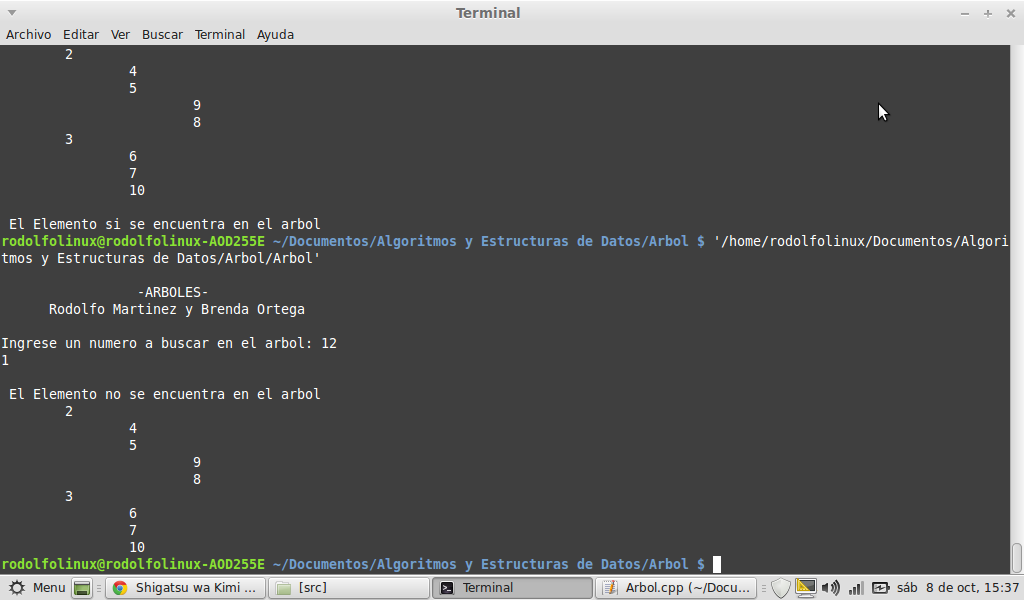 Terminal
Archivo Editar Ver Buscar Terminal Ayuda
2
4
5
9
8
3
6
7
10
El Elemento si se encuentra en el arbol
rodolfolinux@rodolfolinux-AOD255E ~/Documentos/Algoritmos y Estructuras de Datos/Arbol $ '/home/rodolfolinux/Documentos/Algori
tmos y Estructuras de Datos/Arbol/Arbol'
-ARBOLES-
Rodolfo Martinez y Brenda Ortega
Ingrese un numero a buscar en el arbol: 12
1
El Elemento no se encuentra en el arbol
2
4
5
9
8
3
6
7
10
rodolfolinux@rodolfolinux-AOD255E ~/Documentos/Algoritmos y Estructuras de Datos/Arbol $
Menu Shigatsu wa Kimi ... [src] Terminal Arbol.cpp (~/Docu... sáb 8 de oct, 15:37